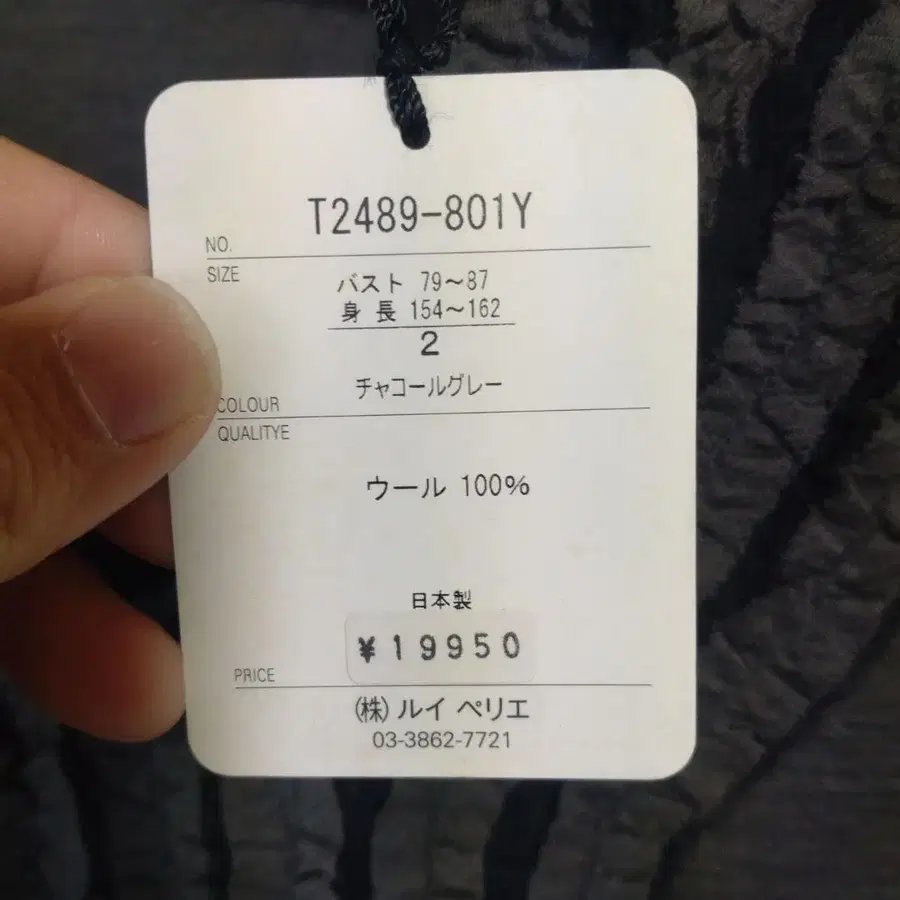 NO. T2489-801Y
SIZE
バスト 79～87
身 長 154～162
2
COLOUR チャコールグレー
QUALITYE
ウール 100%
日本製
PRICE ¥19950
(株) ルイ ペリエ
03-3862-7721